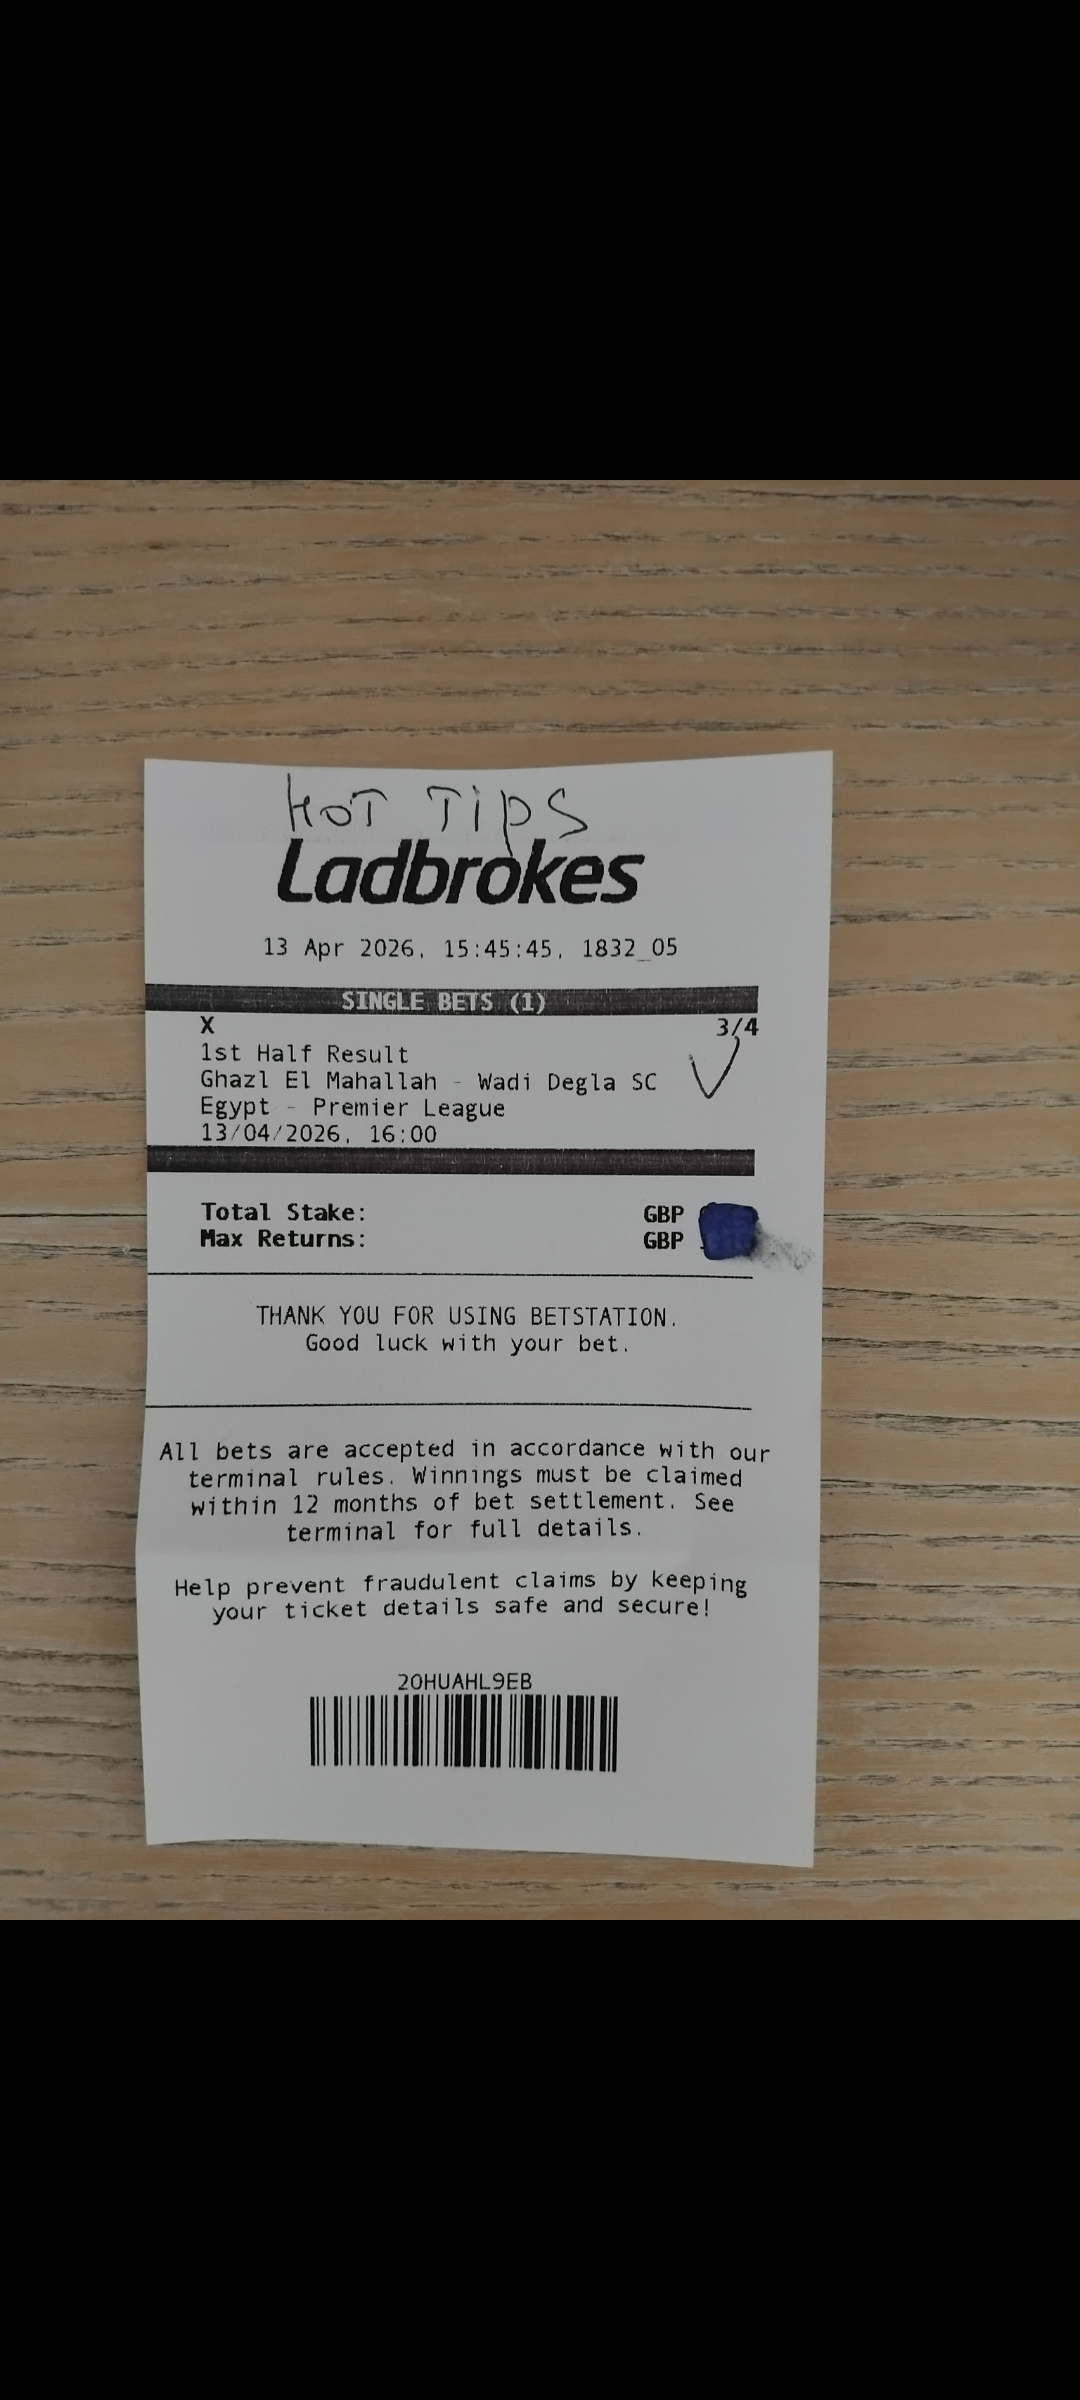 HOT TIPS
Ladbrokes
13 Apr 2026, 15:45:45, 1832_05
SINGLE BETS (1)
X 3/4
1st Half Result
Ghazl El Mahallah - Wadi Degla SC
Egypt - Premier League
13/04/2026, 16:00
Total Stake: GBP
Max Returns: GBP
THANK YOU FOR USING BETSTATION.
Good luck with your bet.
All bets are accepted in accordance with our
terminal rules. Winnings must be claimed
within 12 months of bet settlement. See
terminal for full details.
Help prevent fraudulent claims by keeping
your ticket details safe and secure!
20HUAHL9EB